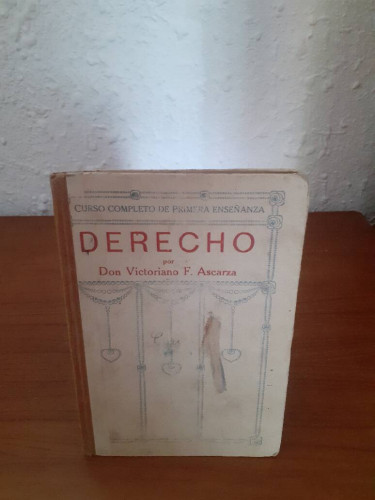 CURSO COMPLETO DE PRIMERA ENSEÑANZA
DERECHO
por
Don Victoriano F. Ascarza